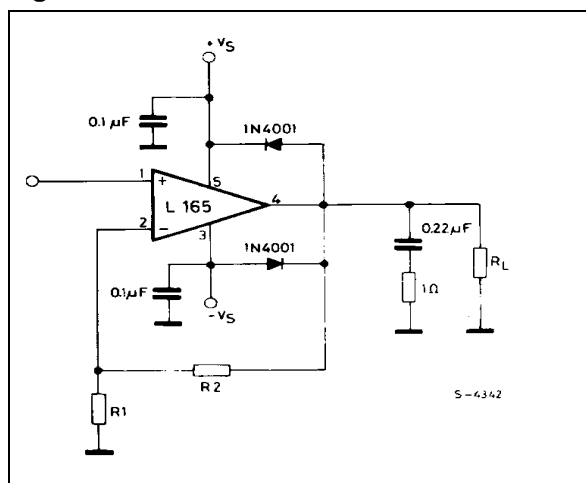 +VS
0.1 µF
1N4001
1
+
5
L 165
4
2
−
3
1N4001
0.22µF
RL
0.1µF
1Ω
−VS
R2
R1
S-4342